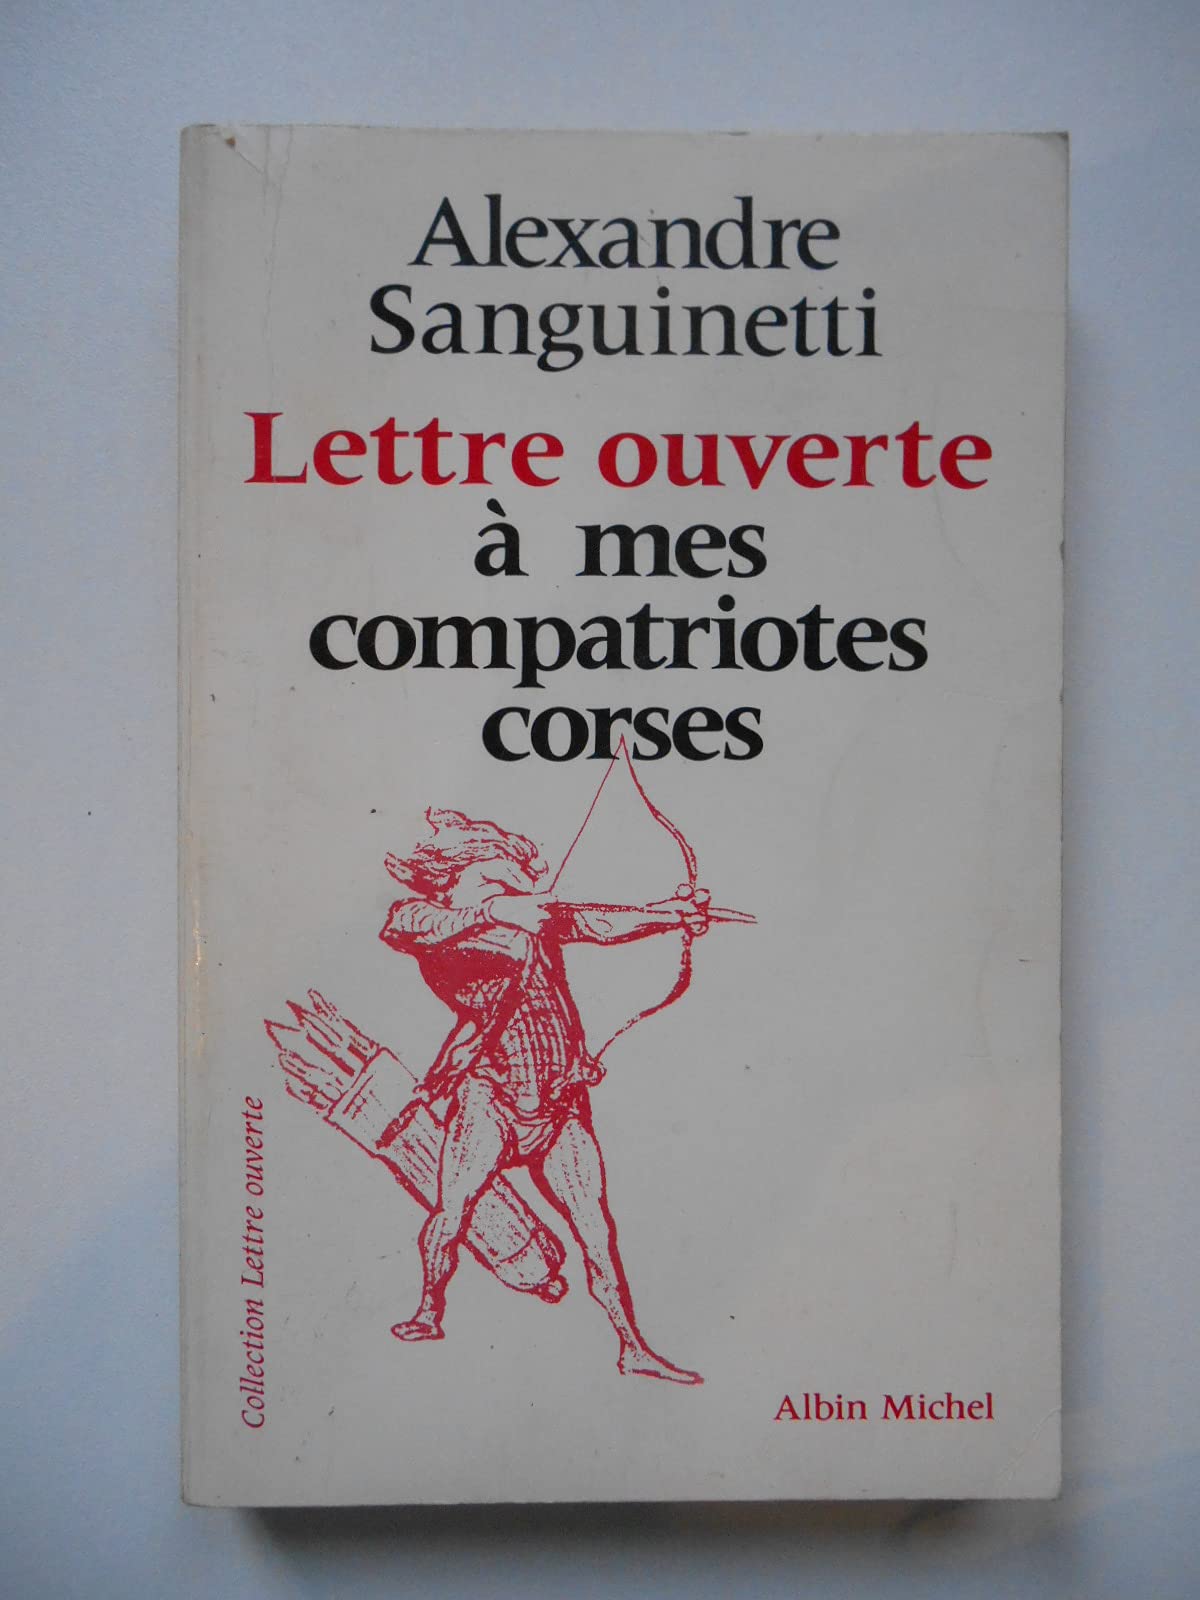 Alexandre
Sanguinetti
Lettre ouverte
à mes
compatriotes
corses
Collection Lettre ouverte
Albin Michel